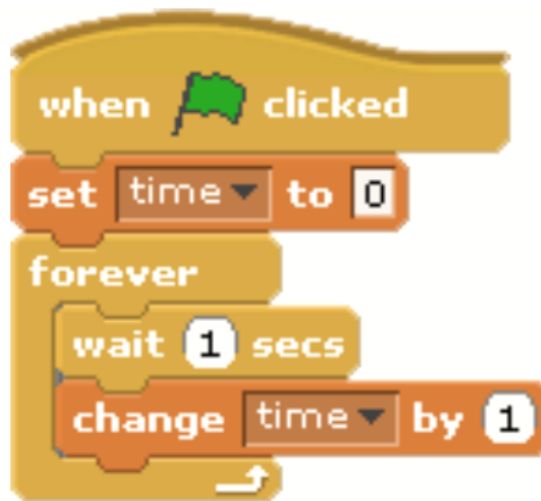 when clicked
set time to 0
forever
wait 1 secs
change time by 1